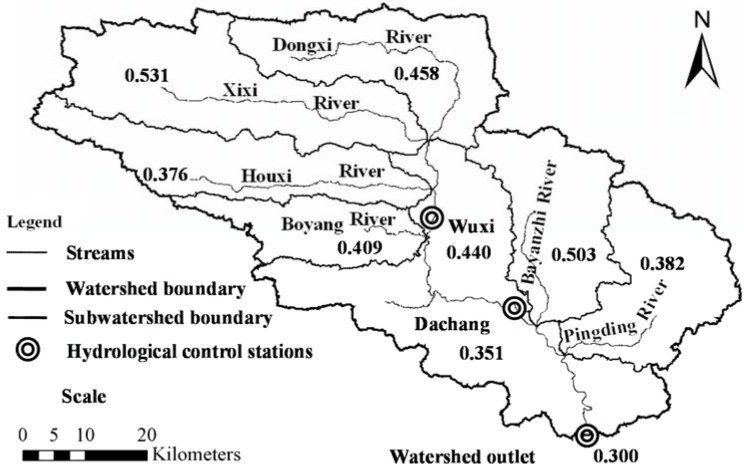 N
Dongxi River
0.458
0.531
Xixi River
0.376 Houxi River
Boyang River
0.409
Wuxi
0.440
Bayanzhi River
0.503
0.382
Pingding River
Dachang
0.351
Legend
Streams
Watershed boundary
Subwatershed boundary
Hydrological control stations
Scale
0 5 10 20
Kilometers
Watershed outlet
0.300